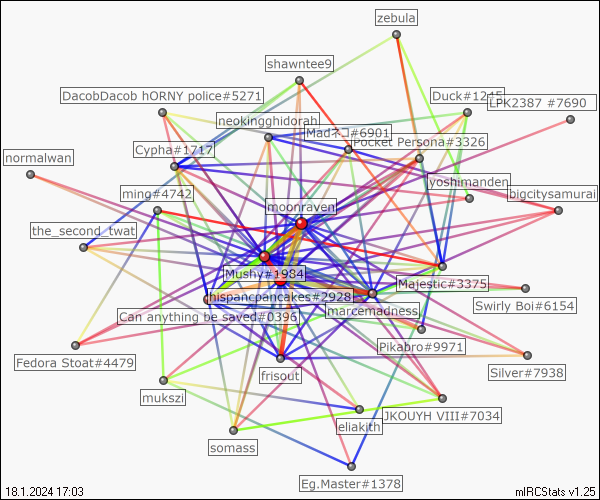 zebula
shawntee9
DacobDacob hORNY police#5271
Duck#1245
LPK2387 #7690
neokingghidorah
Madネコ#6901
Pocket Persona#3326
Cypha#1717
normalwan
yoshimanden
ming#4742
bigcitysamurai
moonraven
the_second_twat
Mushy#1984
Majestic#3375
hispancpancakes#2928
Swirly Boi#6154
Can anything be saved#0396
marcemadness
Pikabro#9971
Fedora Stoat#4479
frisout
Silver#7938
mukszi
JKOUYH VIII#7034
eliakith
somass
Eg.Master#1378
18.1.2024 17:03
mIRCStats v1.25